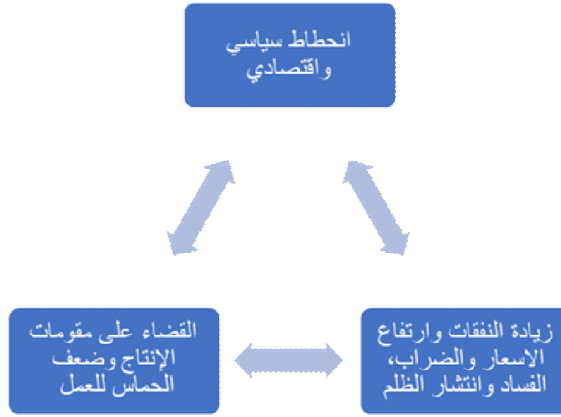 انحطاط سياسي
واقتصادي
زيادة النفقات وارتفاع
الاسعار والضراب،
الفساد وانتشار الظلم
القضاء على مقومات
الإنتاج وضعف
الحماس للعمل